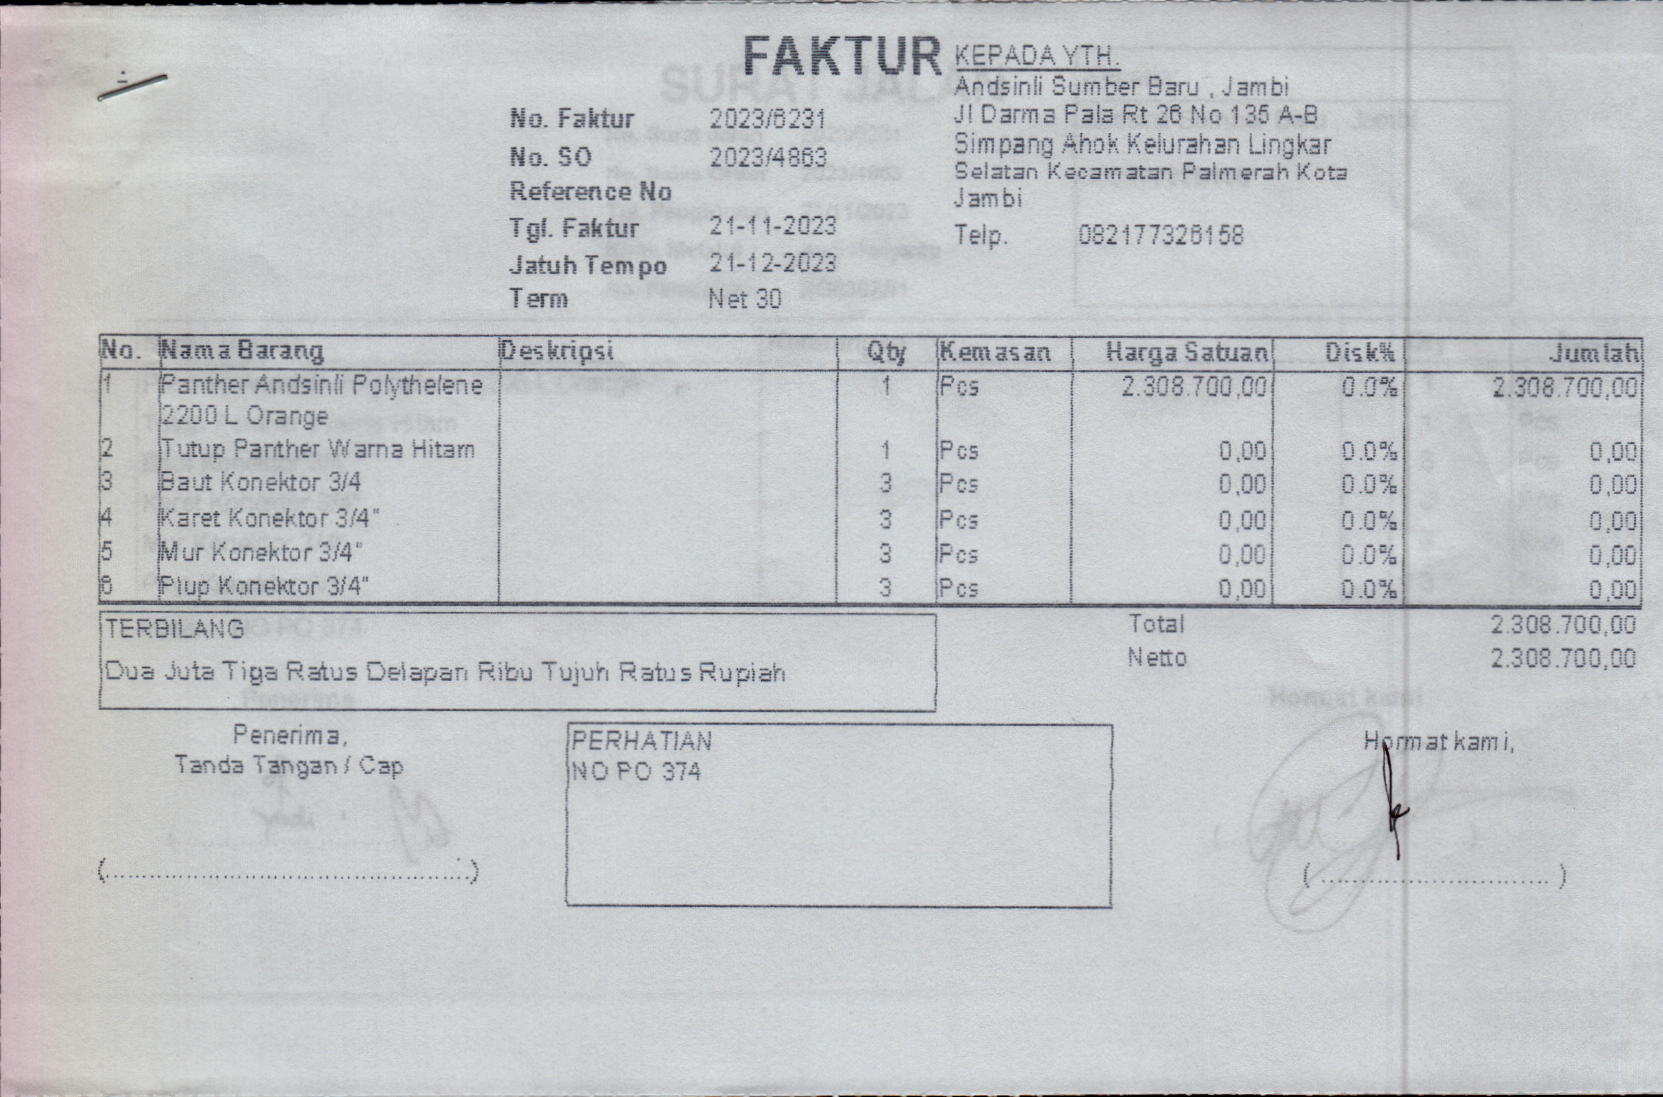 FAKTUR
KEPADA YTH.
Andsinli Sumber Baru , Jambi
Jl Darma Pala Rt 26 No 135 A-B
Simpang Ahok Kelurahan Lingkar
Selatan Kecamatan Palmerah Kota
Jambi
Telp. 082177326158
No. Faktur 2023/6231
No. SO 2023/4863
Reference No
Tgl. Faktur 21-11-2023
Jatuh Tempo 21-12-2023
Term Net 30
No. Nama Barang Deskripsi Qty Kemasan Harga Satuan Disk% Jumlah
1 Panther Andsinli Polythelene 1 Pcs 2.308.700,00 0.0% 2.308.700,00
2200 L Orange
2 Tutup Panther Warna Hitam 1 Pcs 0,00 0.0% 0,00
3 Baut Konektor 3/4 3 Pcs 0,00 0.0% 0,00
4 Karet Konektor 3/4" 3 Pcs 0,00 0.0% 0,00
5 Mur Konektor 3/4" 3 Pcs 0,00 0.0% 0,00
6 Plup Konektor 3/4" 3 Pcs 0,00 0.0% 0,00
TERBILANG
Dua Juta Tiga Ratus Delapan Ribu Tujuh Ratus Rupiah
Total 2.308.700,00
Netto 2.308.700,00
Penerima,
Tanda Tangan / Cap
(..................................................)
PERHATIAN
NO PO 374
Hormat kami,
( ............................... )